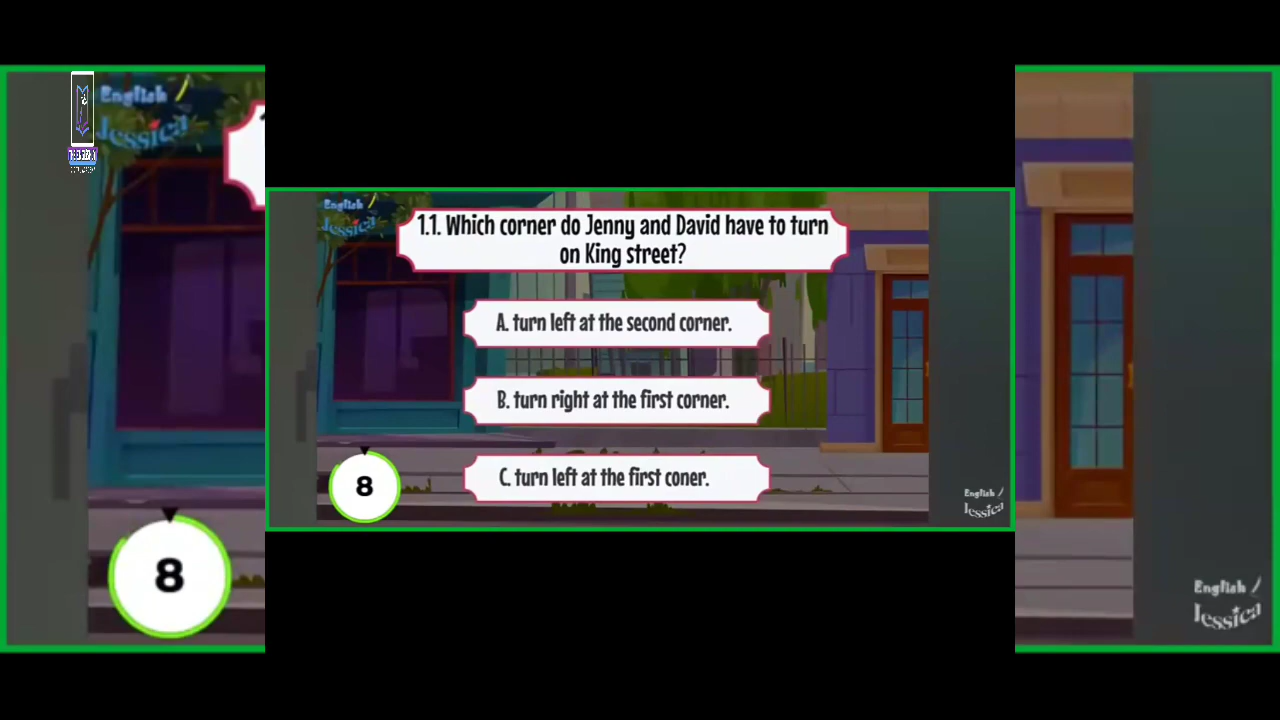 English
Jessica
English
Jessica
1.1. Which corner do Jenny and David have to turn
on King street?
A. turn left at the second corner.
B. turn right at the first corner.
C. turn left at the first coner.
8
8
English
Jessica
English
Jessica